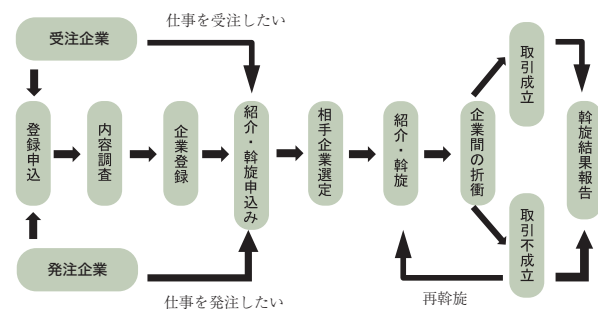 仕事を受注したい
受注企業
登録申込
内容調査
企業登録
紹介・斡旋申込み
相手企業選定
紹介・斡旋
企業間の折衝
取引成立
取引不成立
斡旋結果報告
発注企業
仕事を発注したい
再斡旋